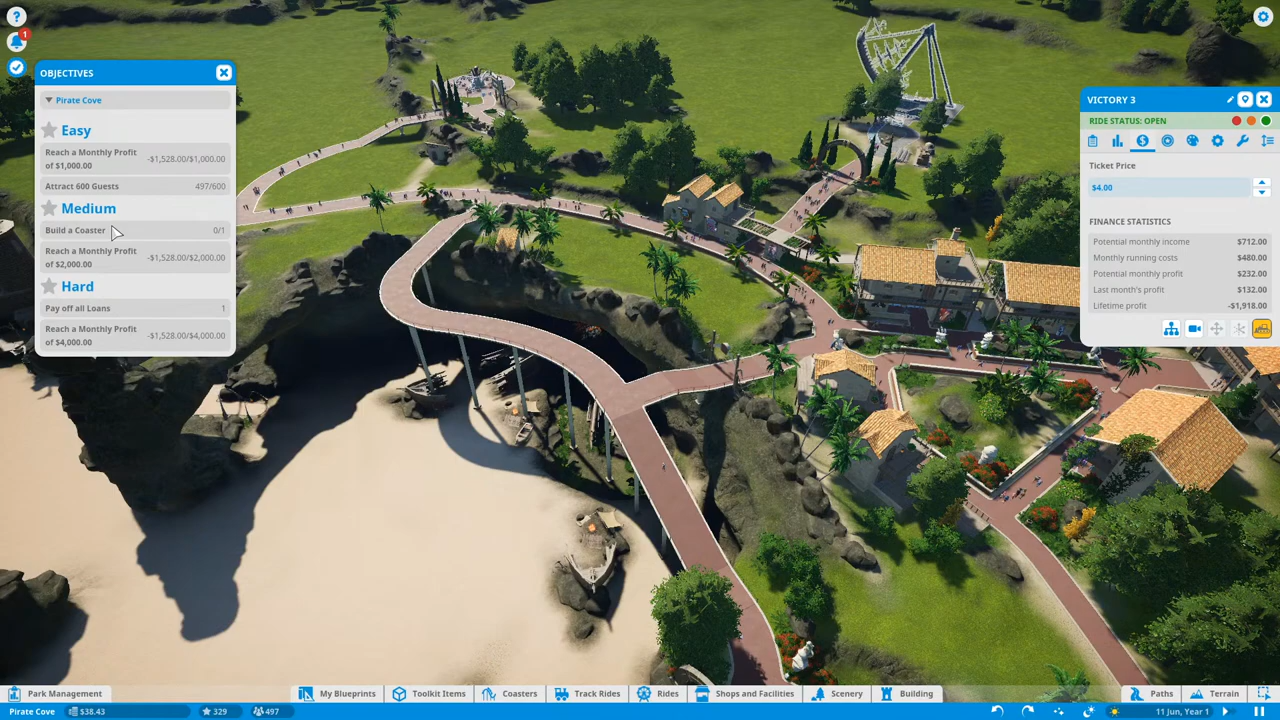 ?
1
OBJECTIVES
Pirate Cove
Easy
Reach a Monthly Profit
of $1,000.00
-$1,528.00/$1,000.00
Attract 600 Guests
497/600
Medium
Build a Coaster
0/1
Reach a Monthly Profit
of $2,000.00
-$1,528.00/$2,000.00
Hard
Pay off all Loans
1
Reach a Monthly Profit
of $4,000.00
-$1,528.00/$4,000.00
VICTORY 3
RIDE STATUS: OPEN
Ticket Price
$4.00
FINANCE STATISTICS
Potential monthly income
$712.00
Monthly running costs
$480.00
Potential monthly profit
$232.00
Last month's profit
$132.00
Lifetime profit
-$1,918.00
Park Management
My Blueprints
Toolkit Items
Coasters
Track Rides
Rides
Shops and Facilities
Scenery
Building
Paths
Terrain
Pirate Cove
$38.43
329
497
11 Jun, Year 1